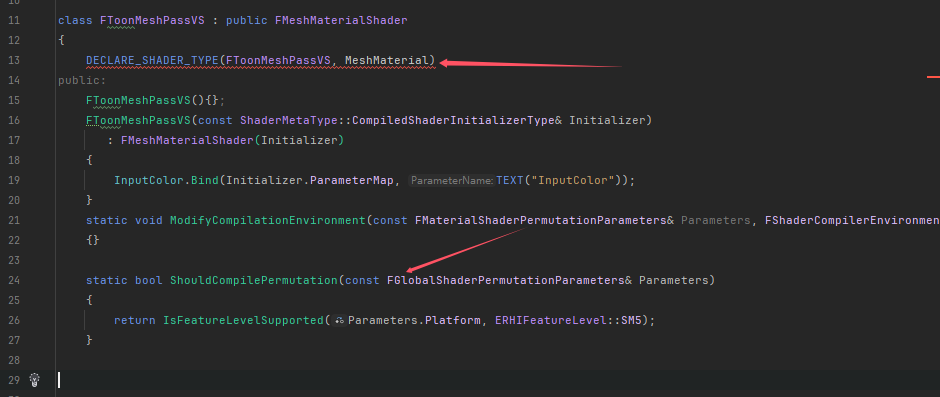 11 class FToonMeshPassVS : public FMeshMaterialShader
12 {
13 DECLARE_SHADER_TYPE(FToonMeshPassVS, MeshMaterial)
14 public:
15 FToonMeshPassVS(){};
16 FToonMeshPassVS(const ShaderMetaType::CompiledShaderInitializerType& Initializer)
17 : FMeshMaterialShader(Initializer)
18 {
19 InputColor.Bind(Initializer.ParameterMap, ParameterName: TEXT("InputColor"));
20 }
21 static void ModifyCompilationEnvironment(const FMaterialShaderPermutationParameters& Parameters, FShaderCompilerEnvironmen
22 {}
23
24 static bool ShouldCompilePermutation(const FGlobalShaderPermutationParameters& Parameters)
25 {
26 return IsFeatureLevelSupported(Parameters.Platform, ERHIFeatureLevel::SM5);
27 }
28
29